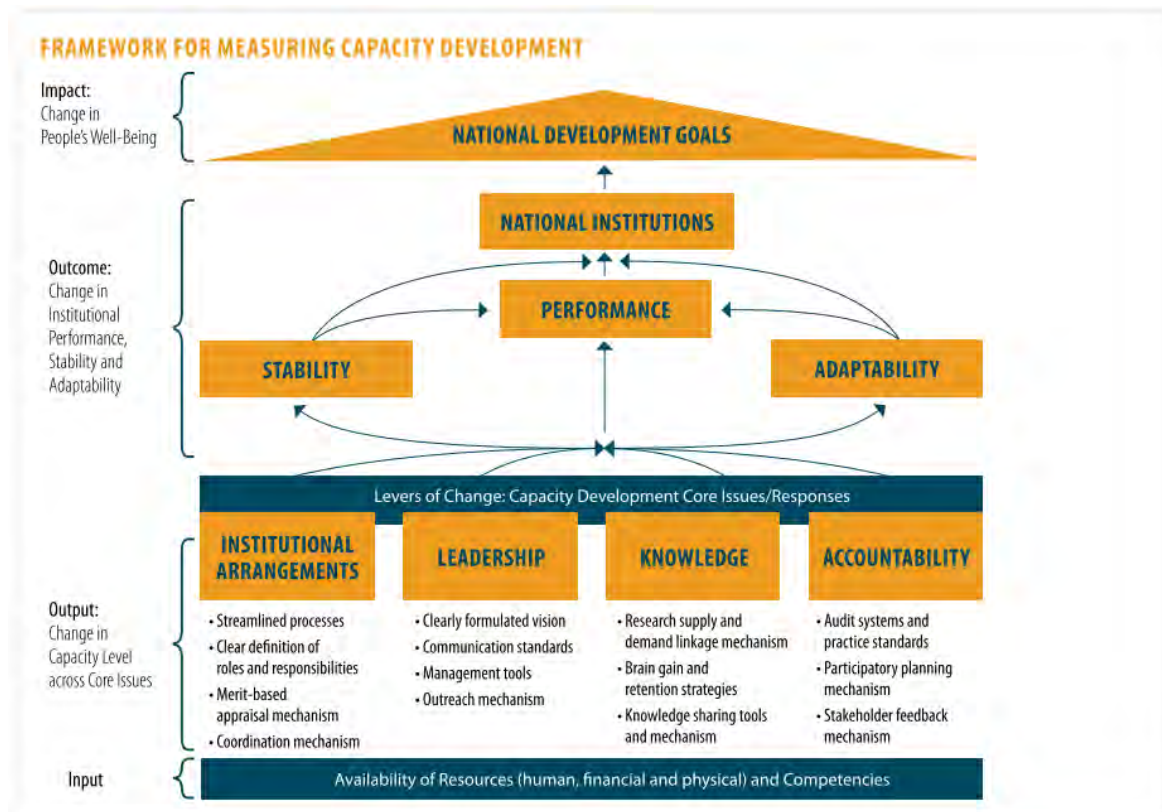 FRAMEWORK FOR MEASURING CAPACITY DEVELOPMENT
Impact:
Change in
People's Well-Being
NATIONAL DEVELOPMENT GOALS
NATIONAL INSTITUTIONS
Outcome:
Change in
Institutional
Performance,
Stability and
Adaptability
PERFORMANCE
STABILITY
ADAPTABILITY
Levers of Change: Capacity Development Core Issues/Responses
Output:
Change in
Capacity Level
across Core Issues
INSTITUTIONAL
ARRANGEMENTS
• Streamlined processes
• Clear definition of
roles and responsibilities
• Merit-based
appraisal mechanism
• Coordination mechanism
LEADERSHIP
• Clearly formulated vision
• Communication standards
• Management tools
• Outreach mechanism
KNOWLEDGE
• Research supply and
demand linkage mechanism
• Brain gain and
retention strategies
• Knowledge sharing tools
and mechanism
ACCOUNTABILITY
• Audit systems and
practice standards
• Participatory planning
mechanism
• Stakeholder feedback
mechanism
Input
Availability of Resources (human, financial and physical) and Competencies